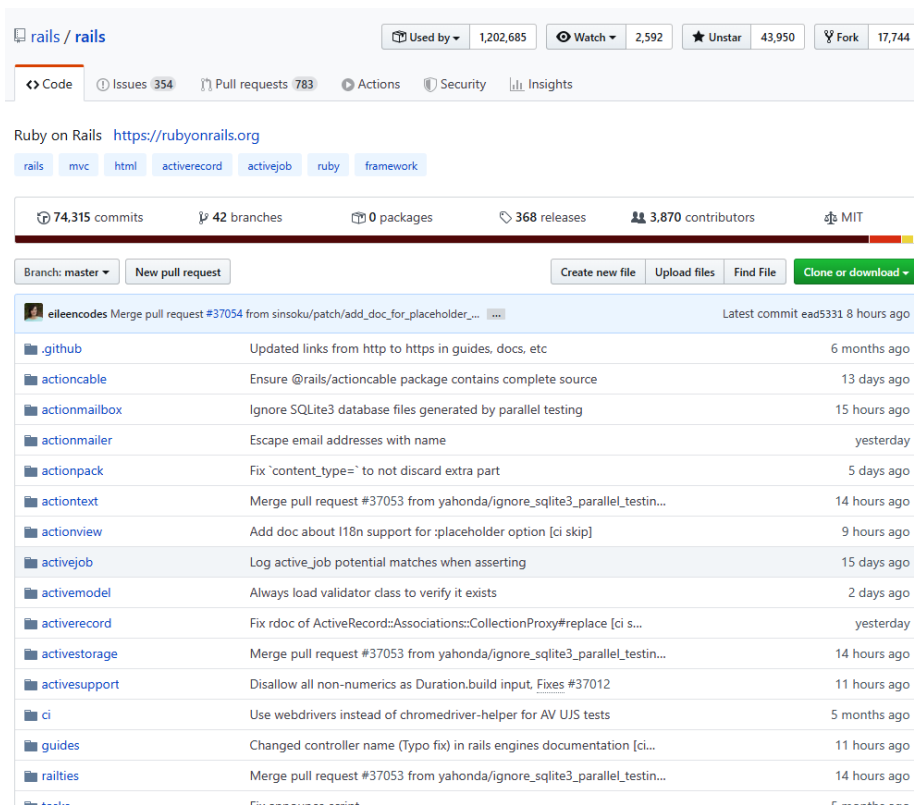 rails / rails
Used by 1,202,685 Watch 2,592 Unstar 43,950 Fork 17,744
Code Issues 354 Pull requests 783 Actions Security Insights
Ruby on Rails https://rubyonrails.org
rails mvc html activerecord activejob ruby framework
74,315 commits 42 branches 0 packages 368 releases 3,870 contributors MIT
Branch: master New pull request Create new file Upload files Find File Clone or download
eileencodes Merge pull request #37054 from sinsoku/patch/add_doc_for_placeholder_... ... Latest commit ead5331 8 hours ago
.github Updated links from http to https in guides, docs, etc 6 months ago
actioncable Ensure @rails/actioncable package contains complete source 13 days ago
actionmailbox Ignore SQLite3 database files generated by parallel testing 15 hours ago
actionmailer Escape email addresses with name yesterday
actionpack Fix `content_type=` to not discard extra part 5 days ago
actiontext Merge pull request #37053 from yahonda/ignore_sqlite3_parallel_testin... 14 hours ago
actionview Add doc about I18n support for :placeholder option [ci skip] 9 hours ago
activejob Log active_job potential matches when asserting 15 days ago
activemodel Always load validator class to verify it exists 2 days ago
activerecord Fix rdoc of ActiveRecord::Associations::CollectionProxy#replace [ci s... yesterday
activestorage Merge pull request #37053 from yahonda/ignore_sqlite3_parallel_testin... 14 hours ago
activesupport Disallow all non-numerics as Duration.build input, Fixes #37012 11 hours ago
ci Use webdrivers instead of chromedriver-helper for AV UJS tests 5 months ago
guides Changed controller name (Typo fix) in rails engines documentation [ci... 11 hours ago
railties Merge pull request #37053 from yahonda/ignore_sqlite3_parallel_testin... 14 hours ago